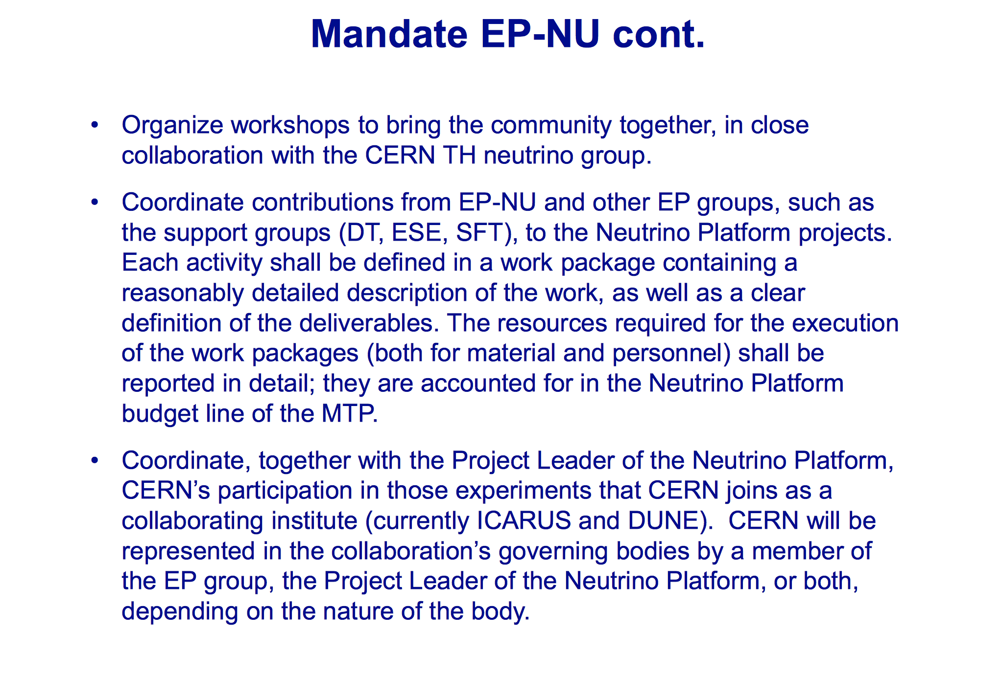 Mandate EP-NU cont.
• Organize workshops to bring the community together, in close
collaboration with the CERN TH neutrino group.
• Coordinate contributions from EP-NU and other EP groups, such as
the support groups (DT, ESE, SFT), to the Neutrino Platform projects.
Each activity shall be defined in a work package containing a
reasonably detailed description of the work, as well as a clear
definition of the deliverables. The resources required for the execution
of the work packages (both for material and personnel) shall be
reported in detail; they are accounted for in the Neutrino Platform
budget line of the MTP.
• Coordinate, together with the Project Leader of the Neutrino Platform,
CERN’s participation in those experiments that CERN joins as a
collaborating institute (currently ICARUS and DUNE).  CERN will be
represented in the collaboration’s governing bodies by a member of
the EP group, the Project Leader of the Neutrino Platform, or both,
depending on the nature of the body.